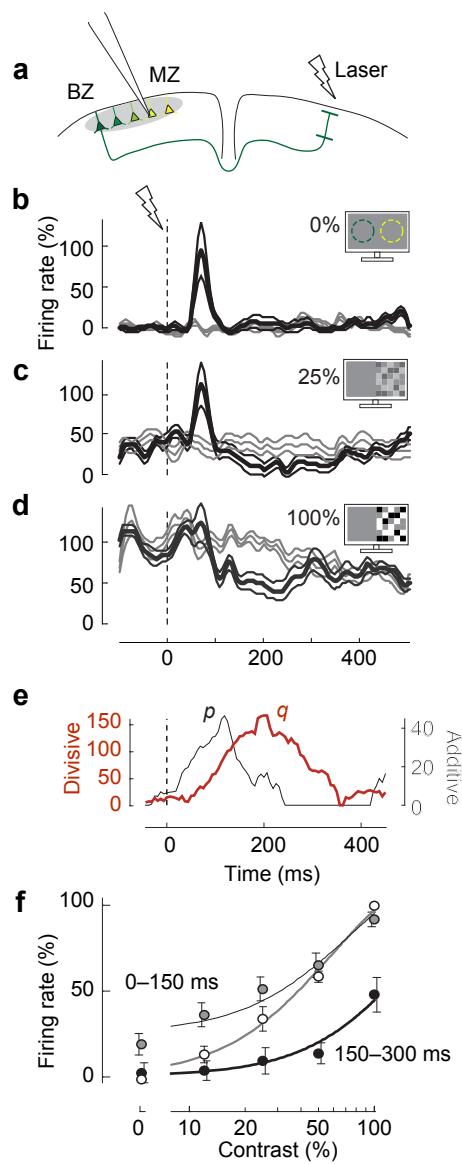 a
BZ
MZ
Laser
b
0%
Firing rate (%)
100
50
0
c
25%
100
50
0
d
100%
100
50
0
0
200
400
e
p
q
Divisive
150
100
50
0
40
20
0
Additive
0
200
400
Time (ms)
f
100
50
0
Firing rate (%)
0–150 ms
150–300 ms
0
10
20
50
100
Contrast (%)